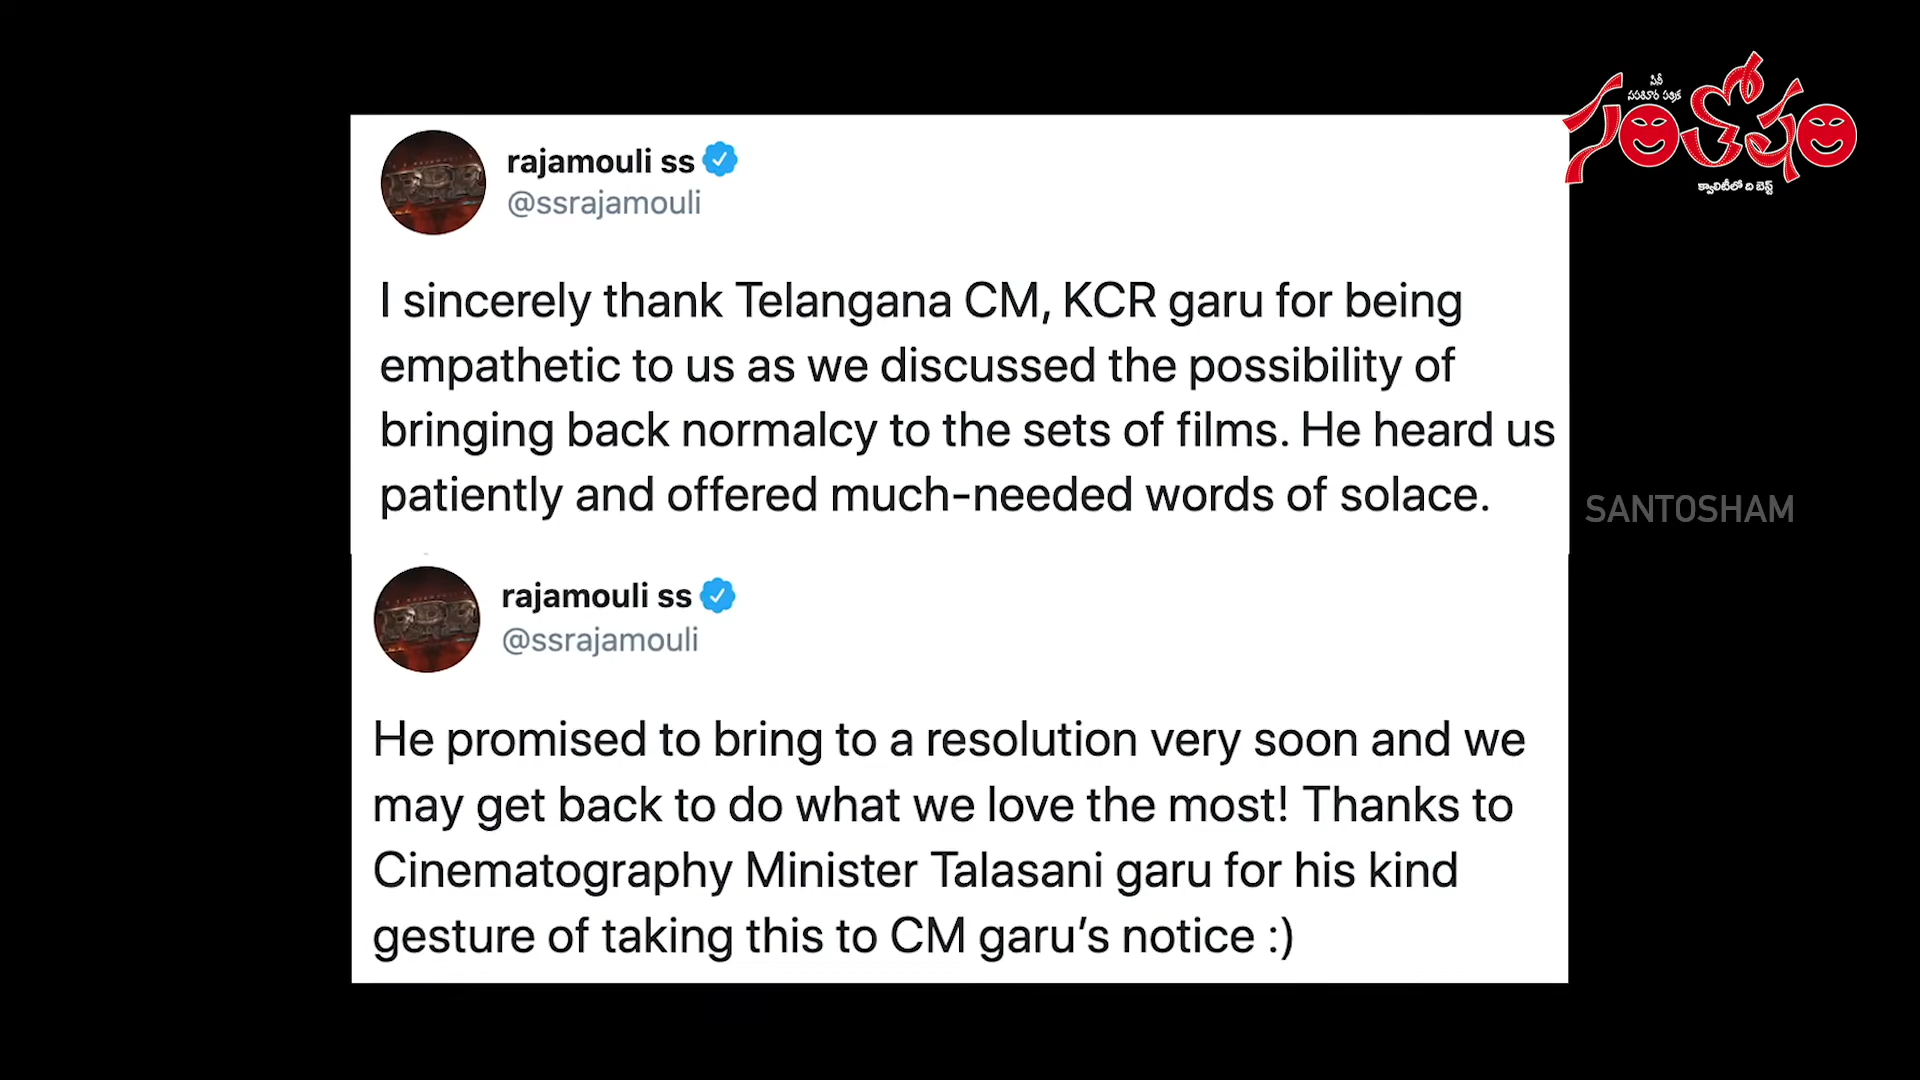 rajamouli ss
@ssrajamouli
I sincerely thank Telangana CM, KCR garu for being
empathetic to us as we discussed the possibility of
bringing back normalcy to the sets of films. He heard us
patiently and offered much-needed words of solace.
rajamouli ss
@ssrajamouli
He promised to bring to a resolution very soon and we
may get back to do what we love the most! Thanks to
Cinematography Minister Talasani garu for his kind
gesture of taking this to CM garu’s notice :)
సినీ
సపరివార పత్రిక
సంతోషం
క్వాలిటీలో ది బెస్ట్
SANTOSHAM